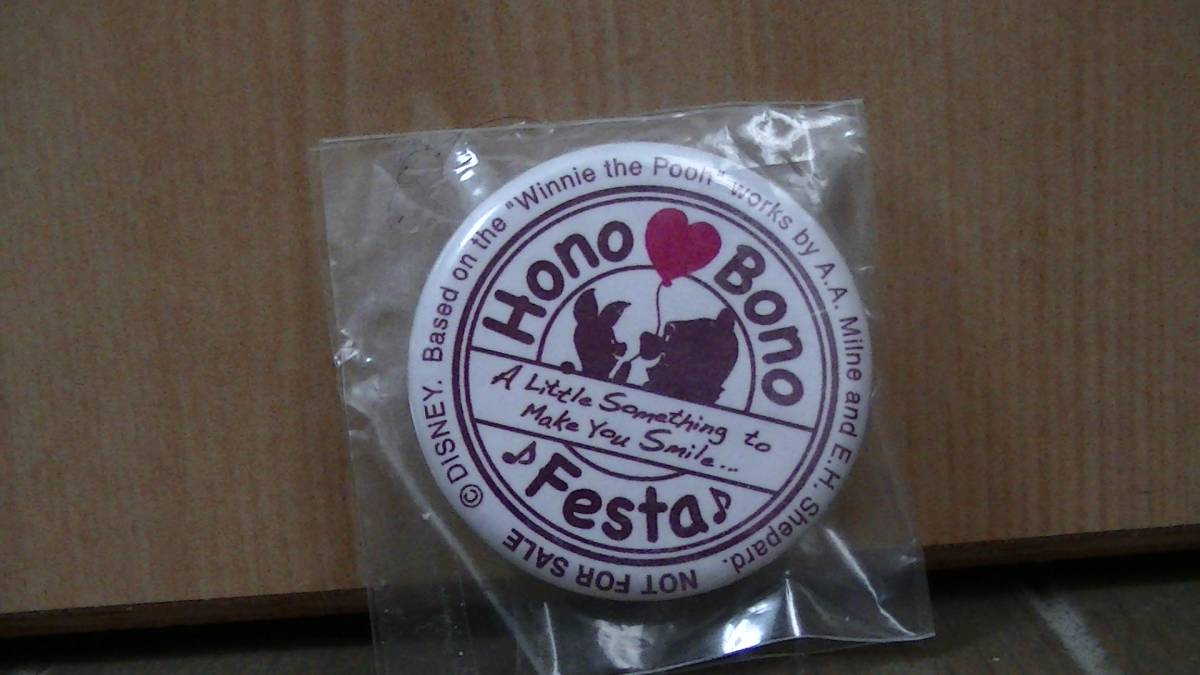 Hono Bono
A Little Something to
Make You Smile...
♪Festa♪
©DISNEY. Based on the "Winnie the Pooh" works by A.A. Milne and E.H. Shepard.
NOT FOR SALE